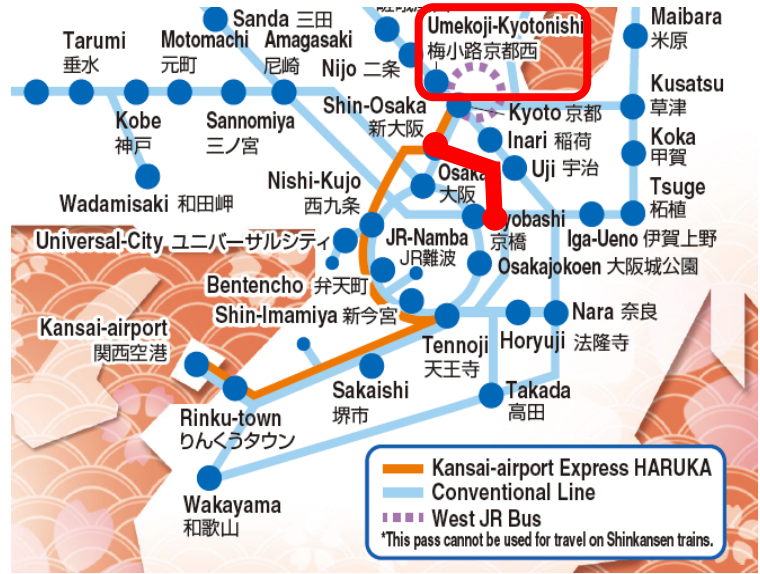 Sanda 三田
Umekoji-Kyotonishi
梅小路京都西
Maibara
米原
Tarumi
垂水
Motomachi
元町
Amagasaki
尼崎
Nijo 二条
Kusatsu
草津
Shin-Osaka
新大阪
Kyoto 京都
Kobe
神戸
Sannomiya
三ノ宮
Inari 稲荷
Koka
甲賀
Osaka
大阪
Uji 宇治
Nishi-Kujo
西九条
Tsuge
柘植
Wadamisaki 和田岬
yobashi
京橋
Iga-Ueno 伊賀上野
Universal-City ユニバーサルシティ
JR-Namba
JR難波
Osakajokoen 大阪城公園
Bentencho 弁天町
Shin-Imamiya 新今宮
Nara 奈良
Kansai-airport
関西空港
Tennoji
天王寺
Horyuji 法隆寺
Sakaishi
堺市
Takada
高田
Rinku-town
りんくうタウン
Wakayama
和歌山
Kansai-airport Express HARUKA
Conventional Line
West JR Bus
*This pass cannot be used for travel on Shinkansen trains.